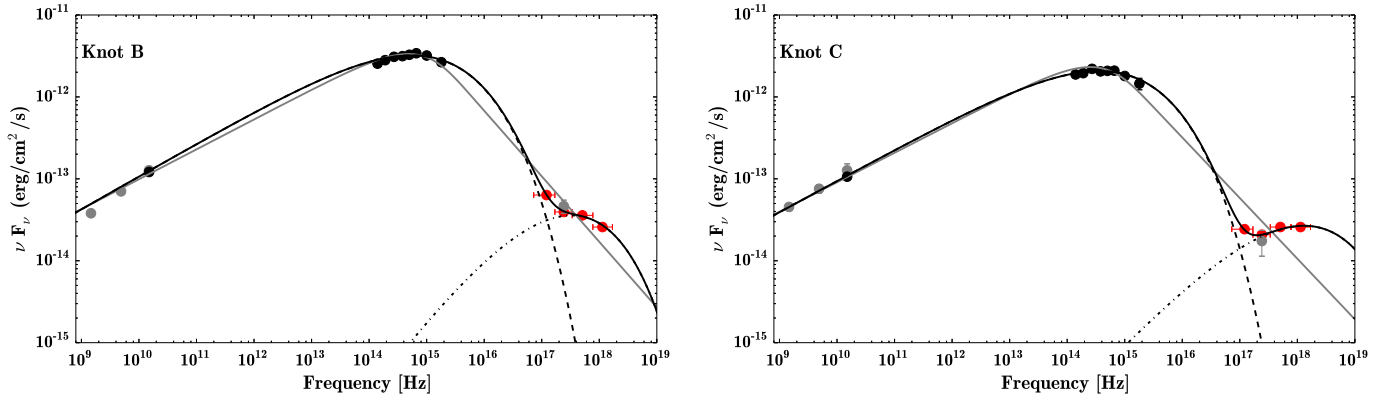 Knot B
ν F_ν (erg/cm² /s)
10⁻¹¹
10⁻¹²
10⁻¹³
10⁻¹⁴
10⁻¹⁵
10⁹ 10¹⁰ 10¹¹ 10¹² 10¹³ 10¹⁴ 10¹⁵ 10¹⁶ 10¹⁷ 10¹⁸ 10¹⁹
Frequency [Hz]
Knot C
ν F_ν (erg/cm² /s)
10⁻¹¹
10⁻¹²
10⁻¹³
10⁻¹⁴
10⁻¹⁵
10⁹ 10¹⁰ 10¹¹ 10¹² 10¹³ 10¹⁴ 10¹⁵ 10¹⁶ 10¹⁷ 10¹⁸ 10¹⁹
Frequency [Hz]